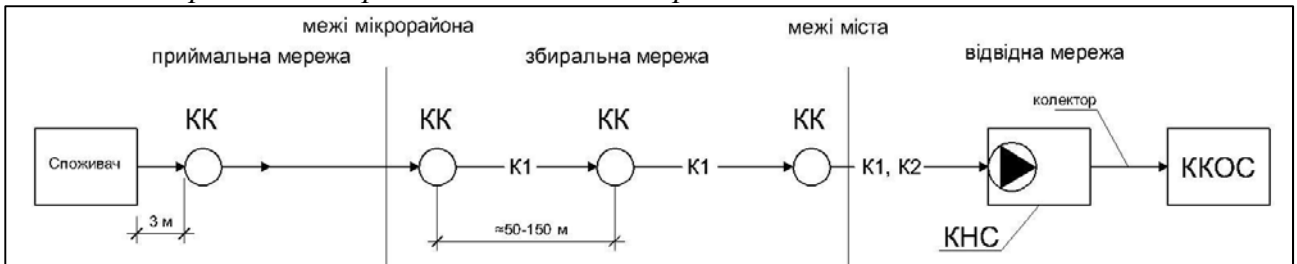 межі мікрорайона
межі міста
приймальна мережа
збиральна мережа
відвідна мережа
колектор
КК
КК
КК
КК
Споживач
К1
К1
К1, К2
ККОС
3 м
≈50-150 м
КНС